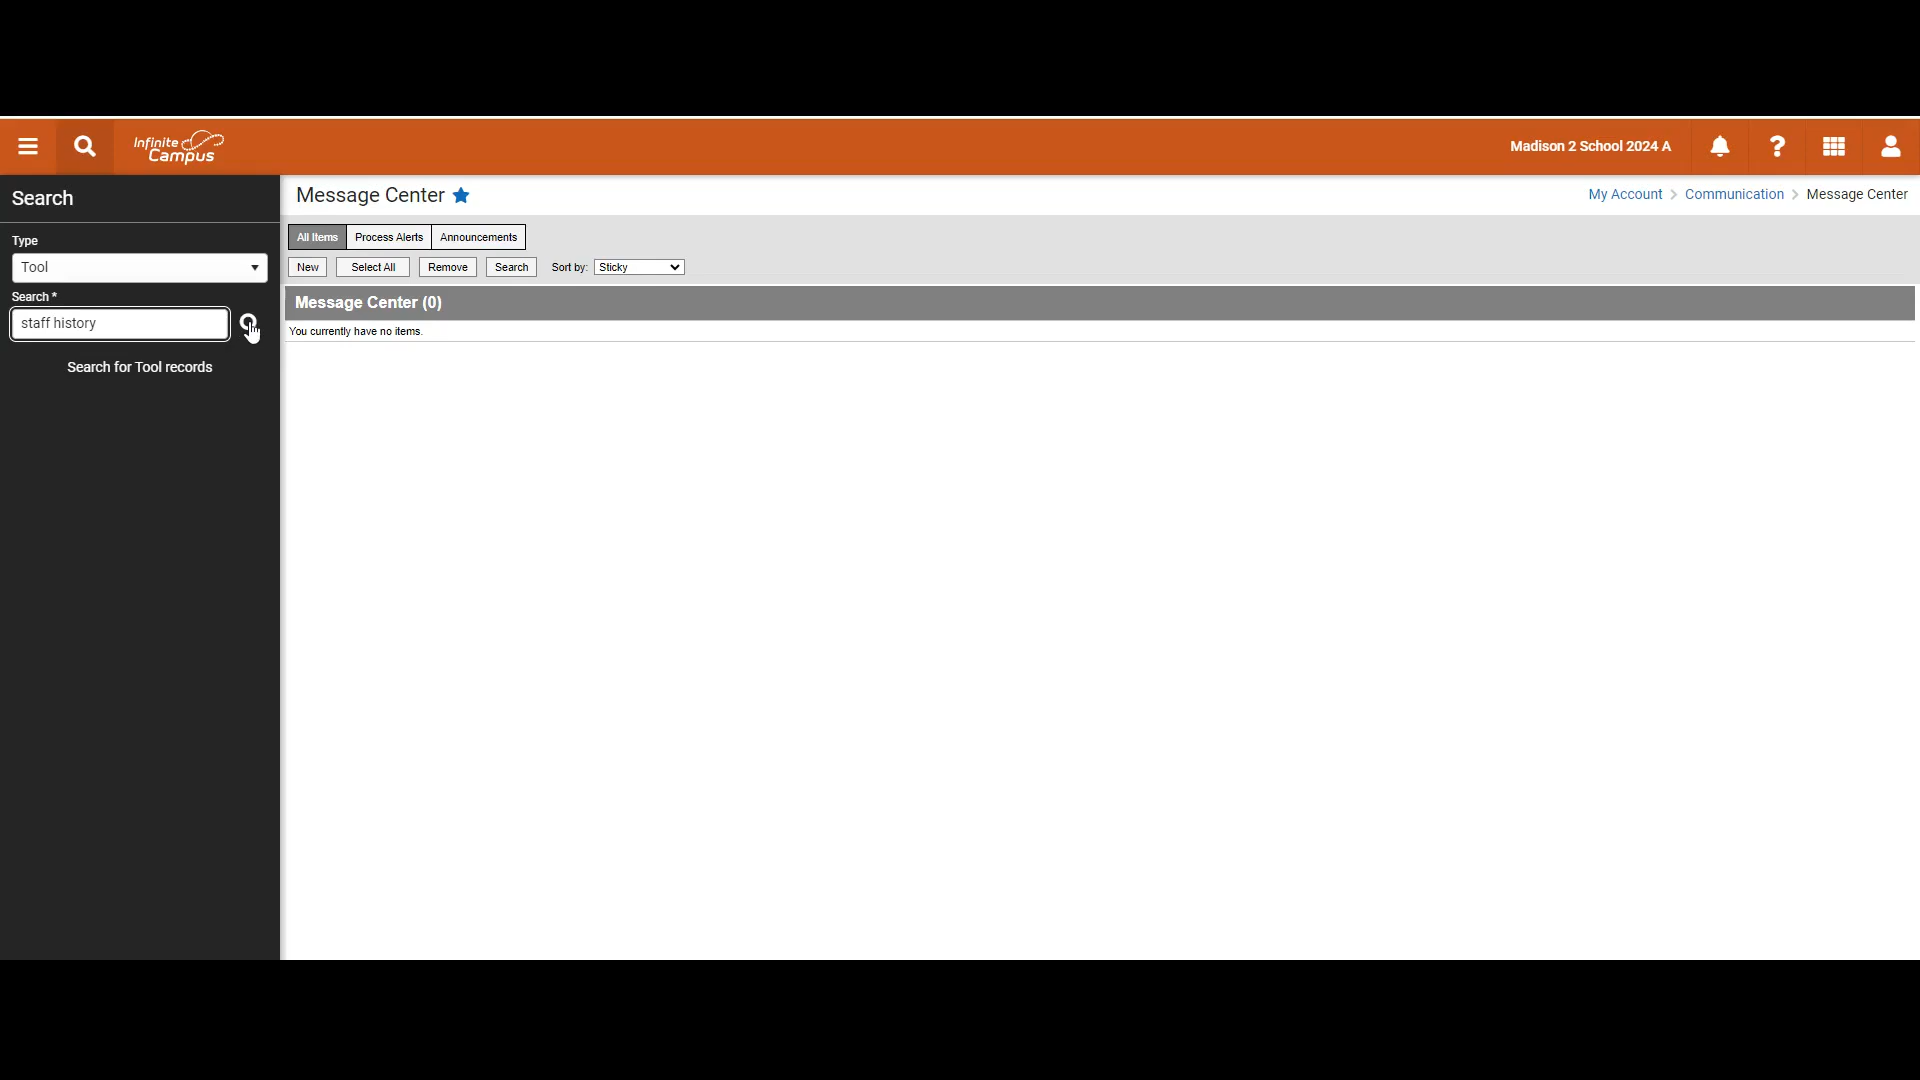 Infinite Campus
Madison 2 School 2024 A
Search
Type
Tool
Search *
staff history
Search for Tool records
Message Center
My Account > Communication > Message Center
All Items Process Alerts Announcements
New Select All Remove Search Sort by: Sticky
Message Center (0)
You currently have no items.